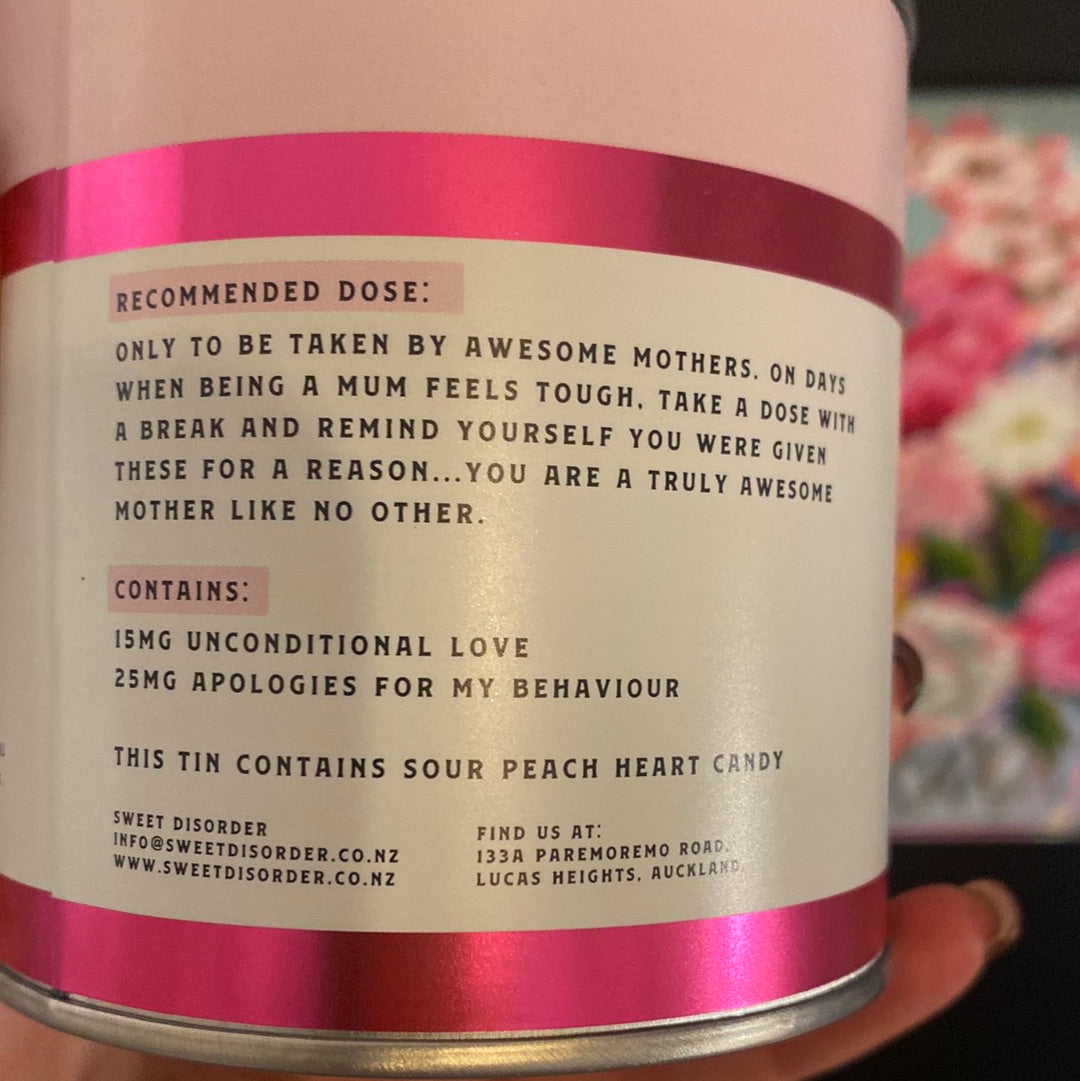 RECOMMENDED DOSE:
ONLY TO BE TAKEN BY AWESOME MOTHERS. ON DAYS
WHEN BEING A MUM FEELS TOUGH, TAKE A DOSE WITH
A BREAK AND REMIND YOURSELF YOU WERE GIVEN
THESE FOR A REASON...YOU ARE A TRULY AWESOME
MOTHER LIKE NO OTHER.
CONTAINS:
15MG UNCONDITIONAL LOVE
25MG APOLOGIES FOR MY BEHAVIOUR
THIS TIN CONTAINS SOUR PEACH HEART CANDY
SWEET DISORDER
INFO@SWEETDISORDER.CO.NZ
WWW.SWEETDISORDER.CO.NZ
FIND US AT:
133A PAREMOREMO ROAD,
LUCAS HEIGHTS, AUCKLAND.